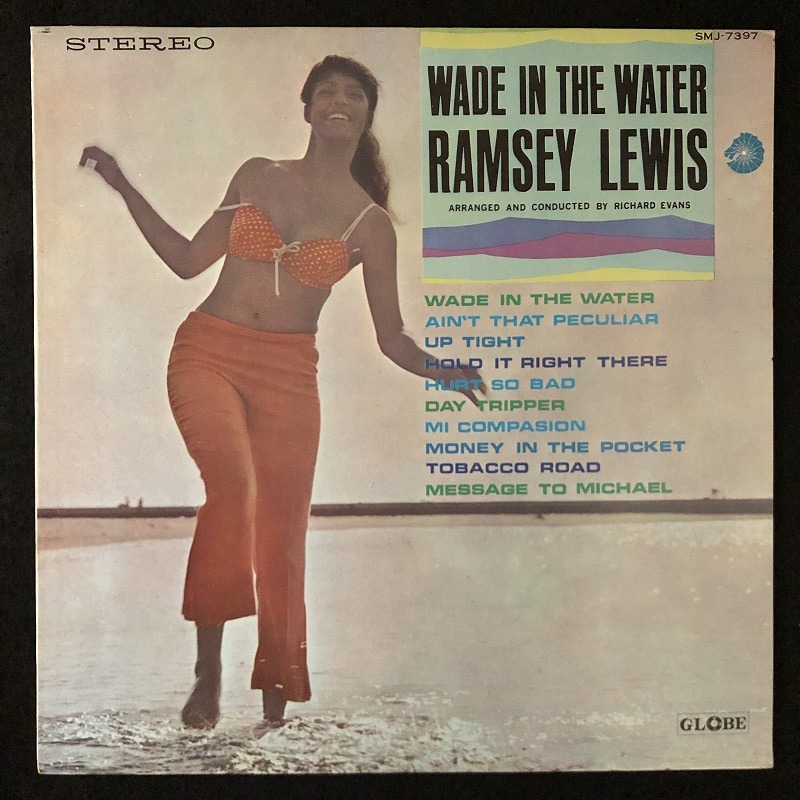 STEREO
SMJ-7397
WADE IN THE WATER
RAMSEY LEWIS
ARRANGED AND CONDUCTED BY RICHARD EVANS
WADE IN THE WATER
AIN'T THAT PECULIAR
UP TIGHT
HOLD IT RIGHT THERE
HURT SO BAD
DAY TRIPPER
MI COMPASION
MONEY IN THE POCKET
TOBACCO ROAD
MESSAGE TO MICHAEL
GLOBE